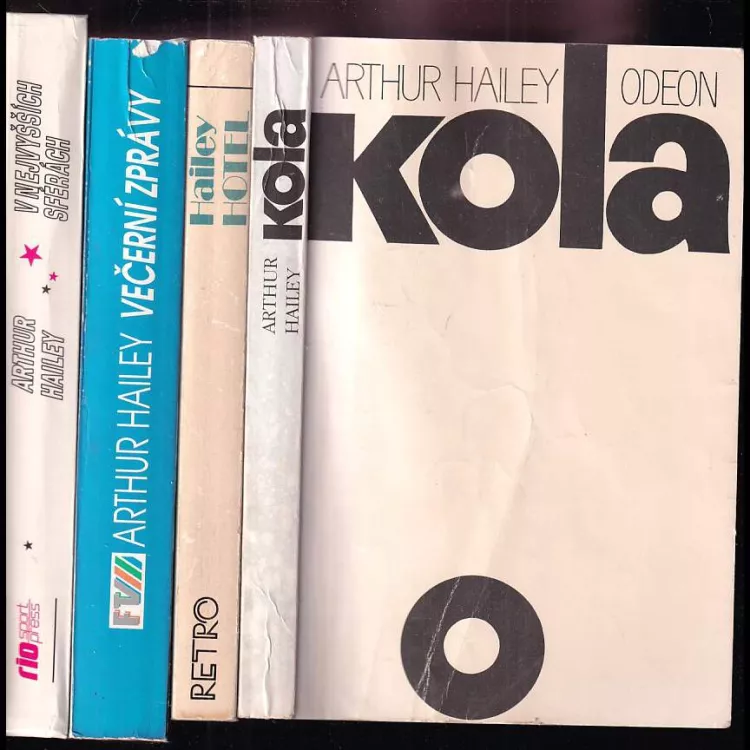 V NEJVYŠŠÍCH
SFÉRÁCH
ARTHUR
HAILEY
rio sport
press
ARTHUR HAILEY VEČERNÍ ZPRÁVY
FTVM
Hailey
HOTEL
RETRO
kola
ARTHUR
HAILEY
ARTHUR HAILEY ODEON
kola